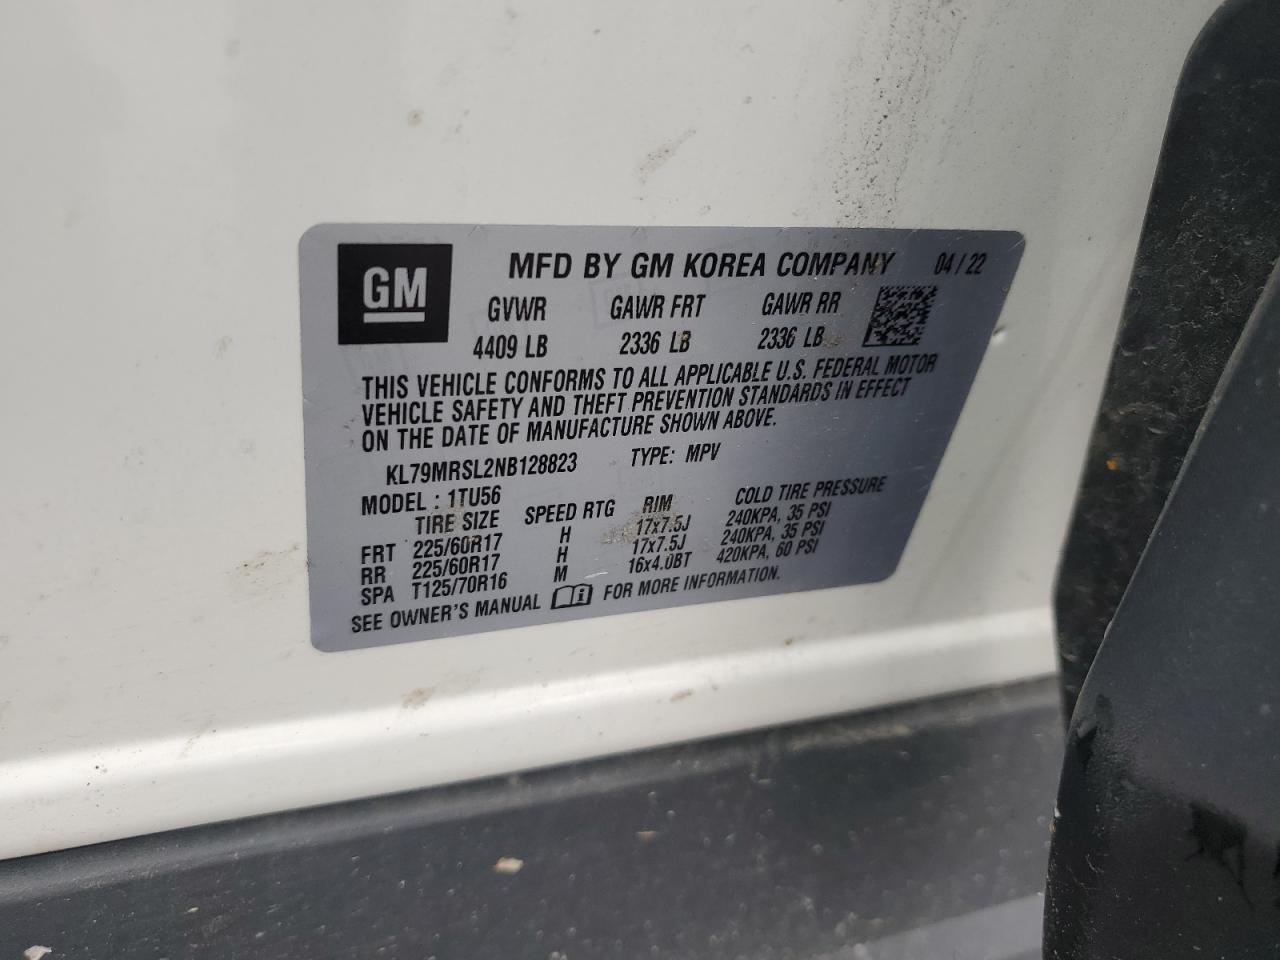 GM
MFD BY GM KOREA COMPANY 04 / 22
GVWR GAWR FRT GAWR RR
4409 LB 2336 LB 2336 LB
THIS VEHICLE CONFORMS TO ALL APPLICABLE U.S. FEDERAL MOTOR
VEHICLE SAFETY AND THEFT PREVENTION STANDARDS IN EFFECT
ON THE DATE OF MANUFACTURE SHOWN ABOVE.
KL79MRSL2NB128823 TYPE: MPV
MODEL : 1TU56
TIRE SIZE SPEED RTG RIM COLD TIRE PRESSURE
FRT 225/60R17 H 17x7.5J 240KPA, 35 PSI
RR 225/60R17 H 17x7.5J 240KPA, 35 PSI
SPA T125/70R16 M 16x4.0BT 420KPA, 60 PSI
SEE OWNER'S MANUAL i FOR MORE INFORMATION.